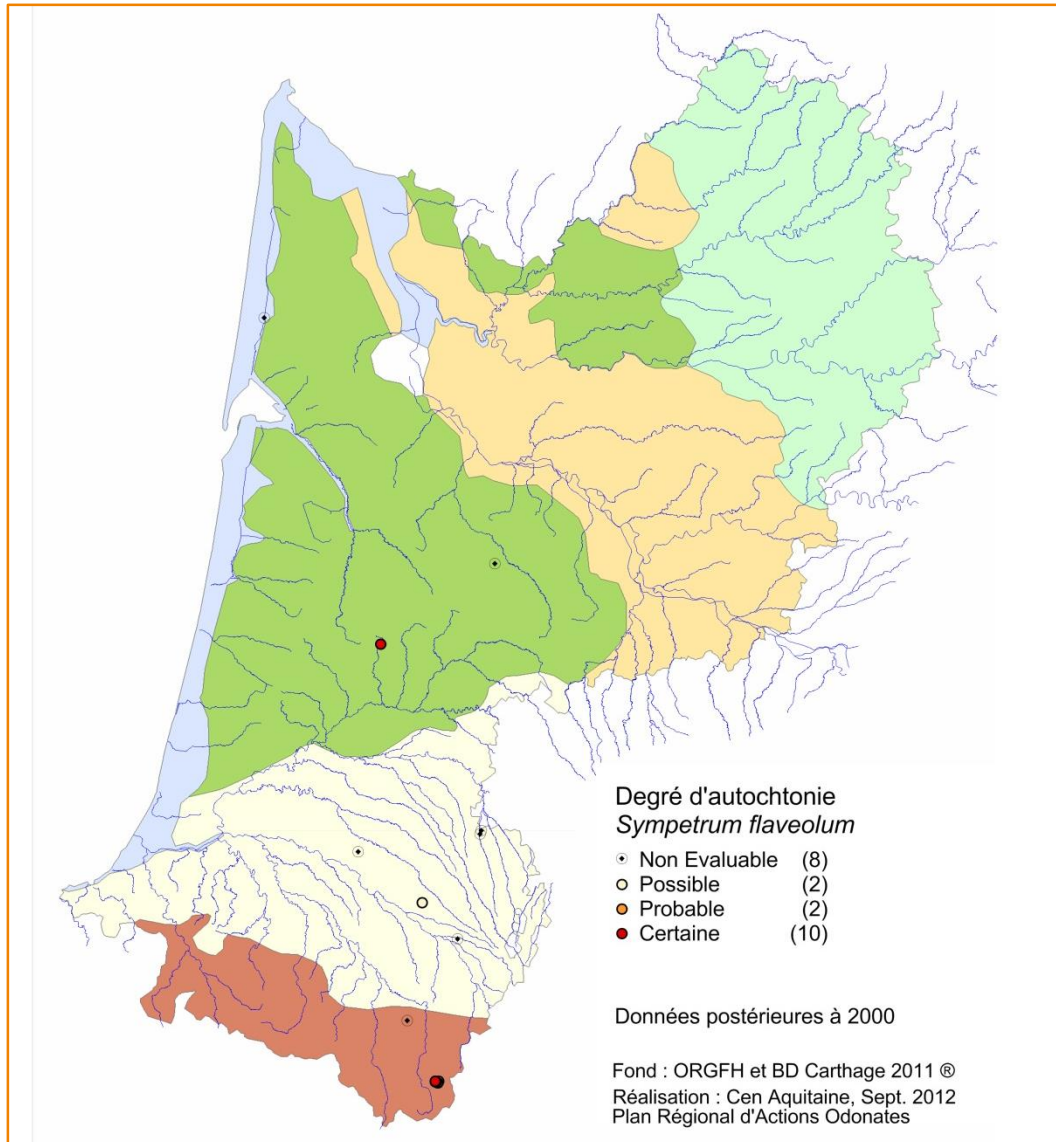 Degré d'autochtonie
Sympetrum flaveolum
Non Evaluable (8)
Possible (2)
Probable (2)
Certaine (10)
Données postérieures à 2000
Fond : ORGFH et BD Carthage 2011 ®
Réalisation : Cen Aquitaine, Sept. 2012
Plan Régional d'Actions Odonates